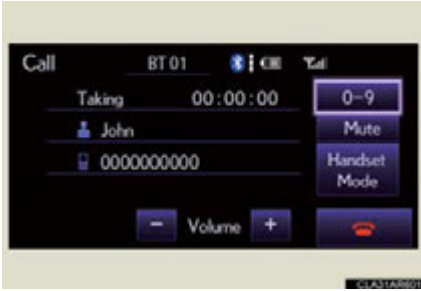 Call BT 01
Taking 00:00:00 0-9
John Mute
0000000000 Handset
Mode
- Volume +
CLA31AR601